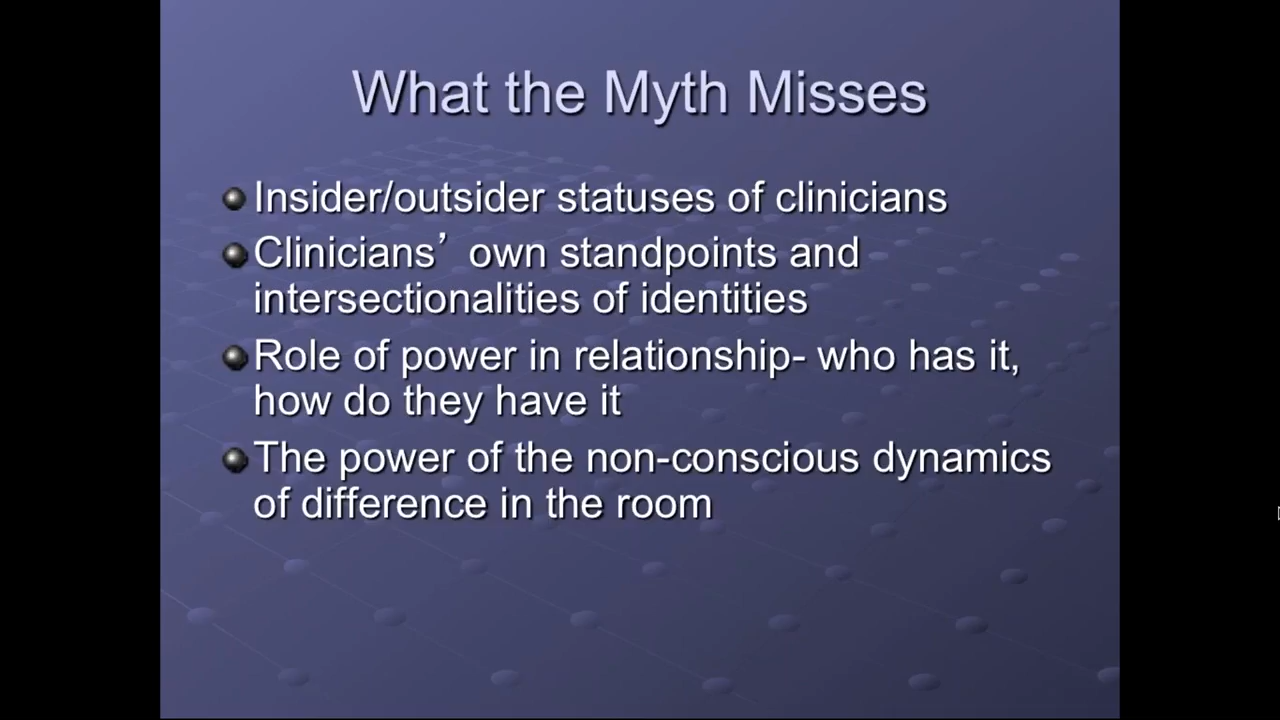 What the Myth Misses
Insider/outsider statuses of clinicians
Clinicians’ own standpoints and
intersectionalities of identities
Role of power in relationship- who has it,
how do they have it
The power of the non-conscious dynamics
of difference in the room